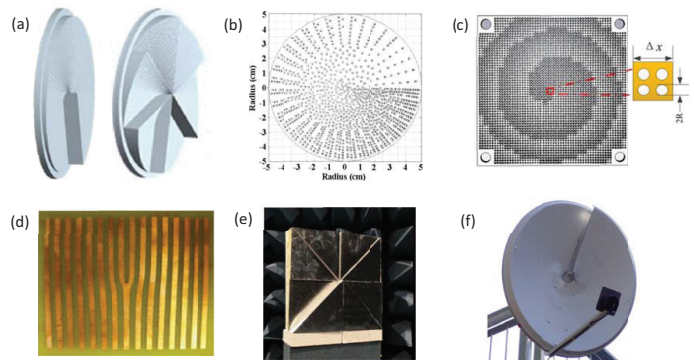 (a)
(b)
5
4
3
2
1
0
-1
-2
-3
-4
-5
Radius (cm)
-5 -4 -3 -2 -1 0 1 2 3 4 5
Radius (cm)
(c)
Δ x
2R
(d)
(e)
(f)